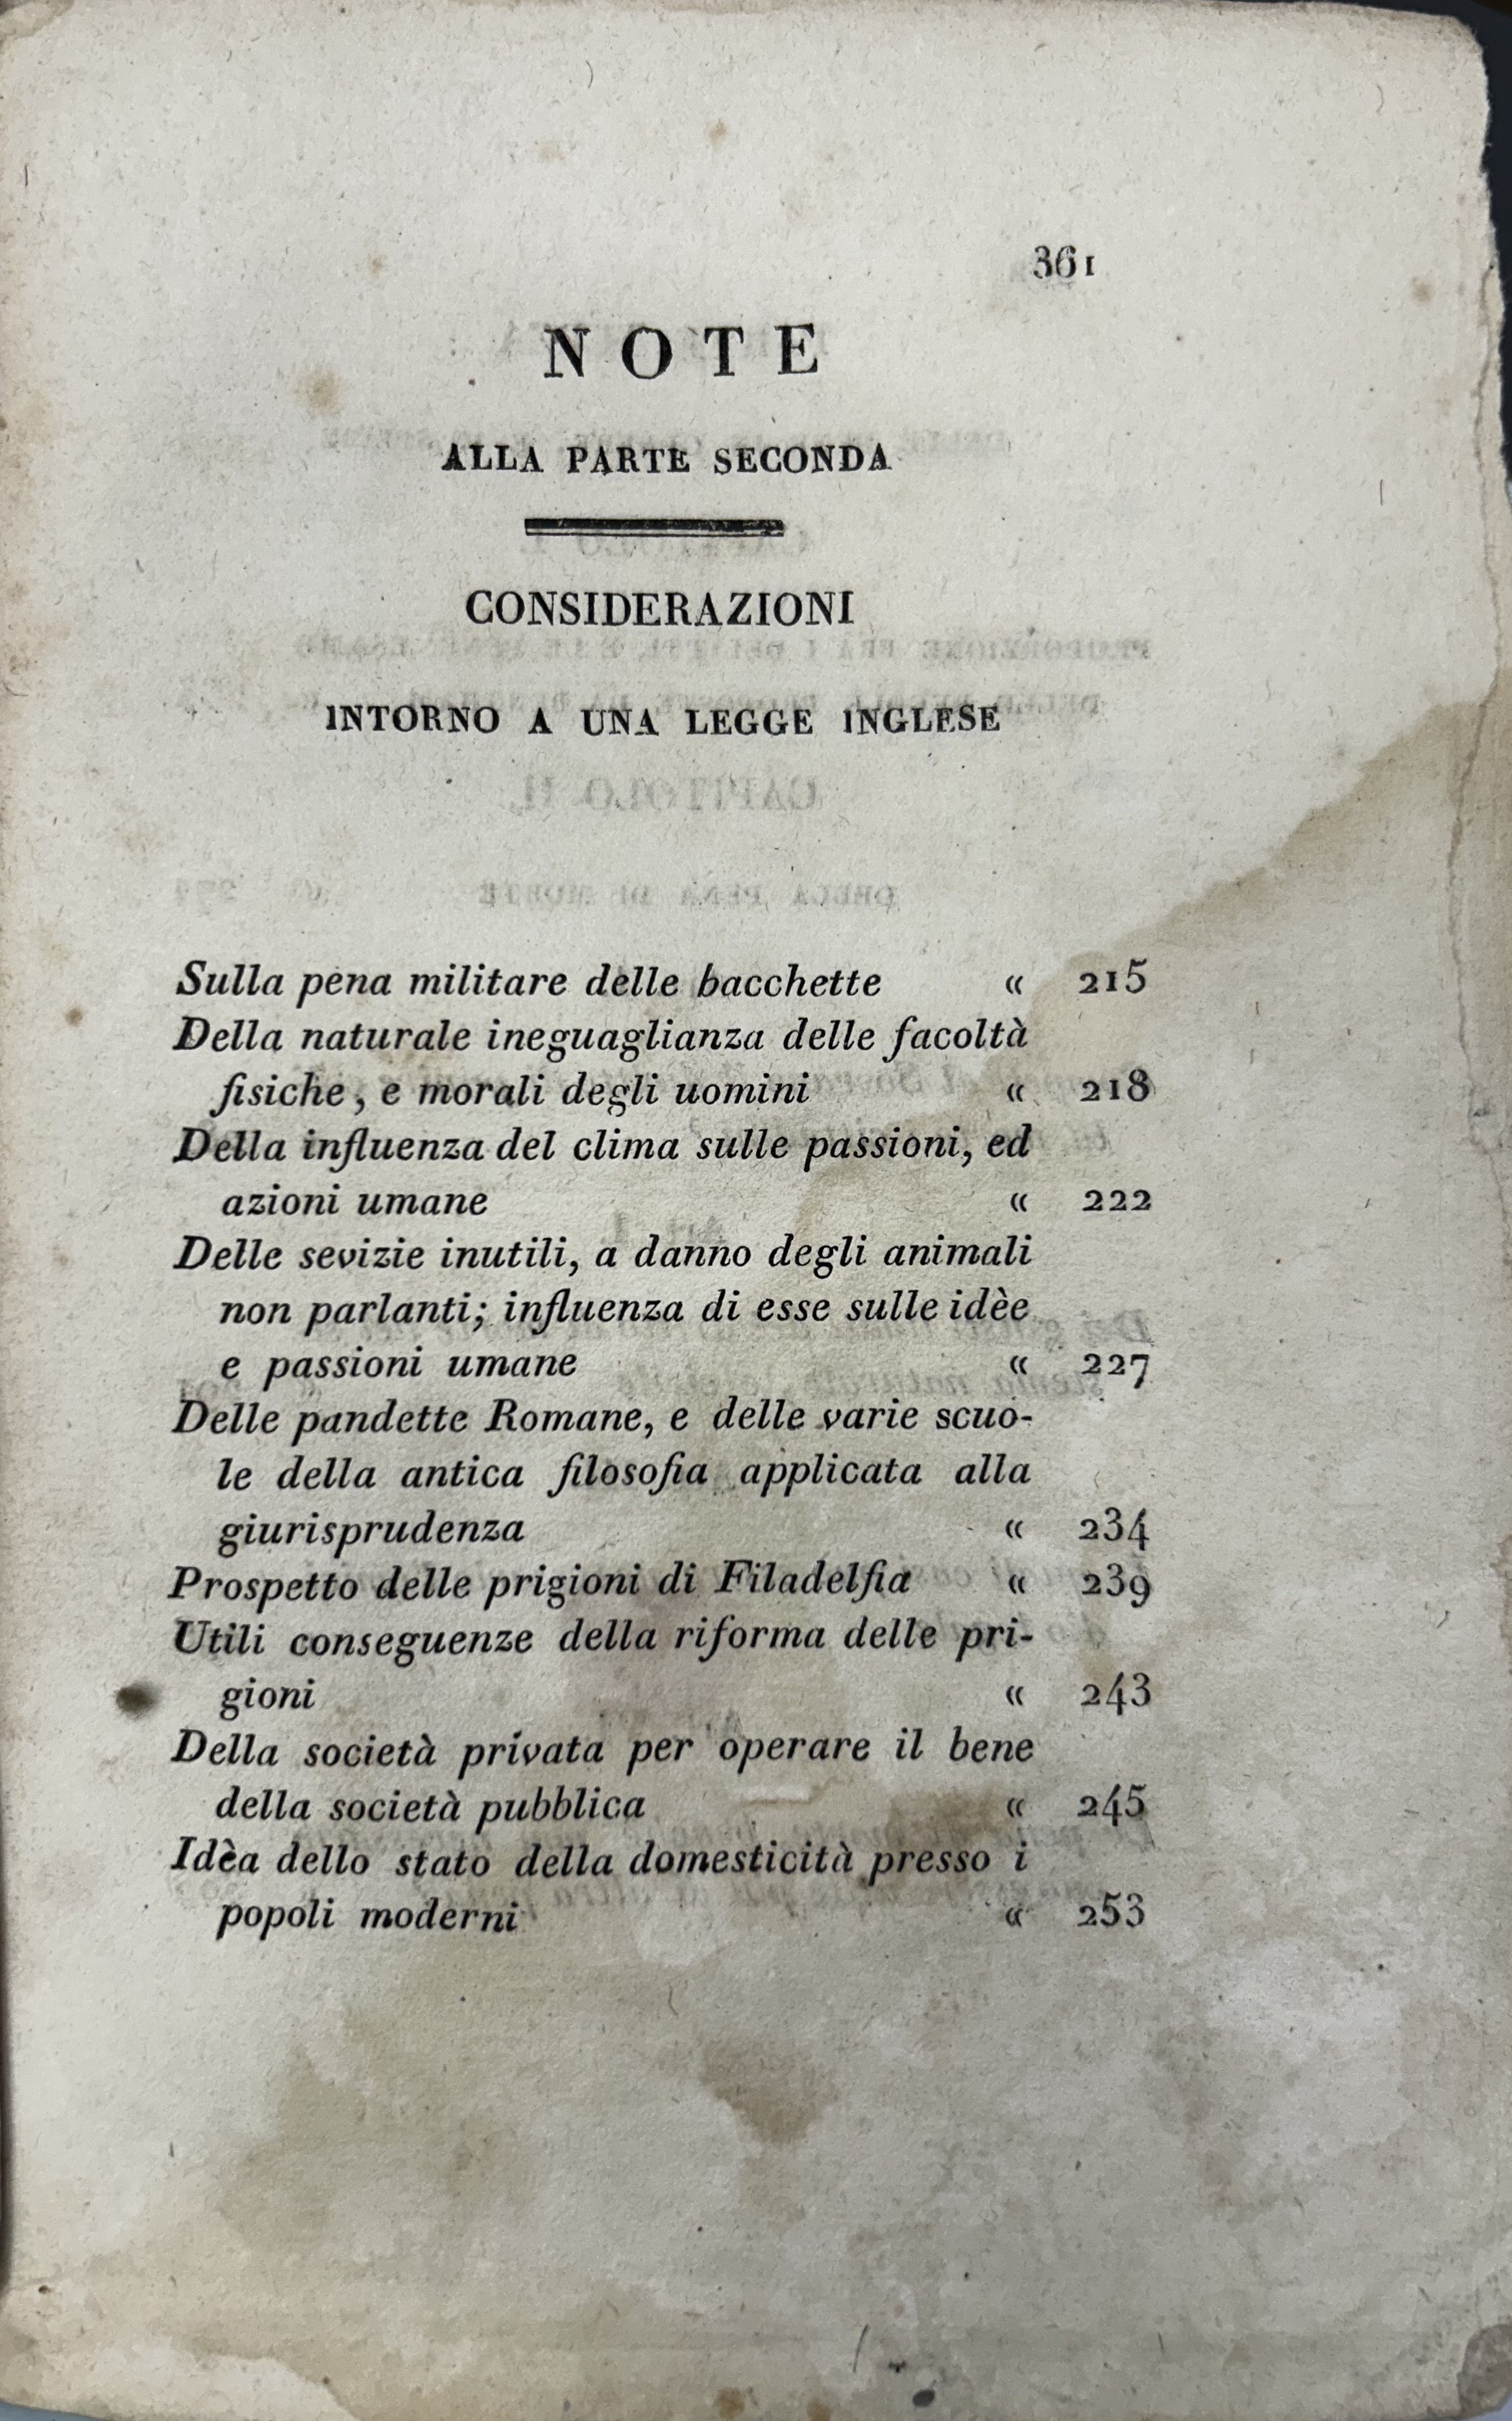 361
NOTE
ALLA PARTE SECONDA
CONSIDERAZIONI
INTORNO A UNA LEGGE INGLESE
Sulla pena militare delle bacchette « 215
Della naturale ineguaglianza delle facoltà
fisiche, e morali degli uomini « 218
Della influenza del clima sulle passioni, ed
azioni umane « 222
Delle sevizie inutili, a danno degli animali
non parlanti; influenza di esse sulle idèe
e passioni umane « 227
Delle pandette Romane, e delle varie scuo-
le della antica filosofia applicata alla
giurisprudenza « 234
Prospetto delle prigioni di Filadelfia « 239
Utili conseguenze della riforma delle pri-
gioni « 243
Della società privata per operare il bene
della società pubblica « 245
Idèa dello stato della domesticità presso i
popoli moderni « 253